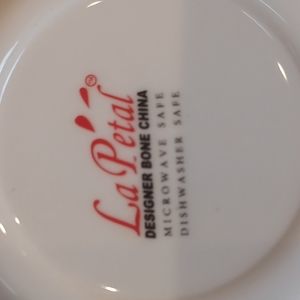 La Petal®
DESIGNER BONE CHINA
MICROWAVE SAFE
DISHWASHER SAFE